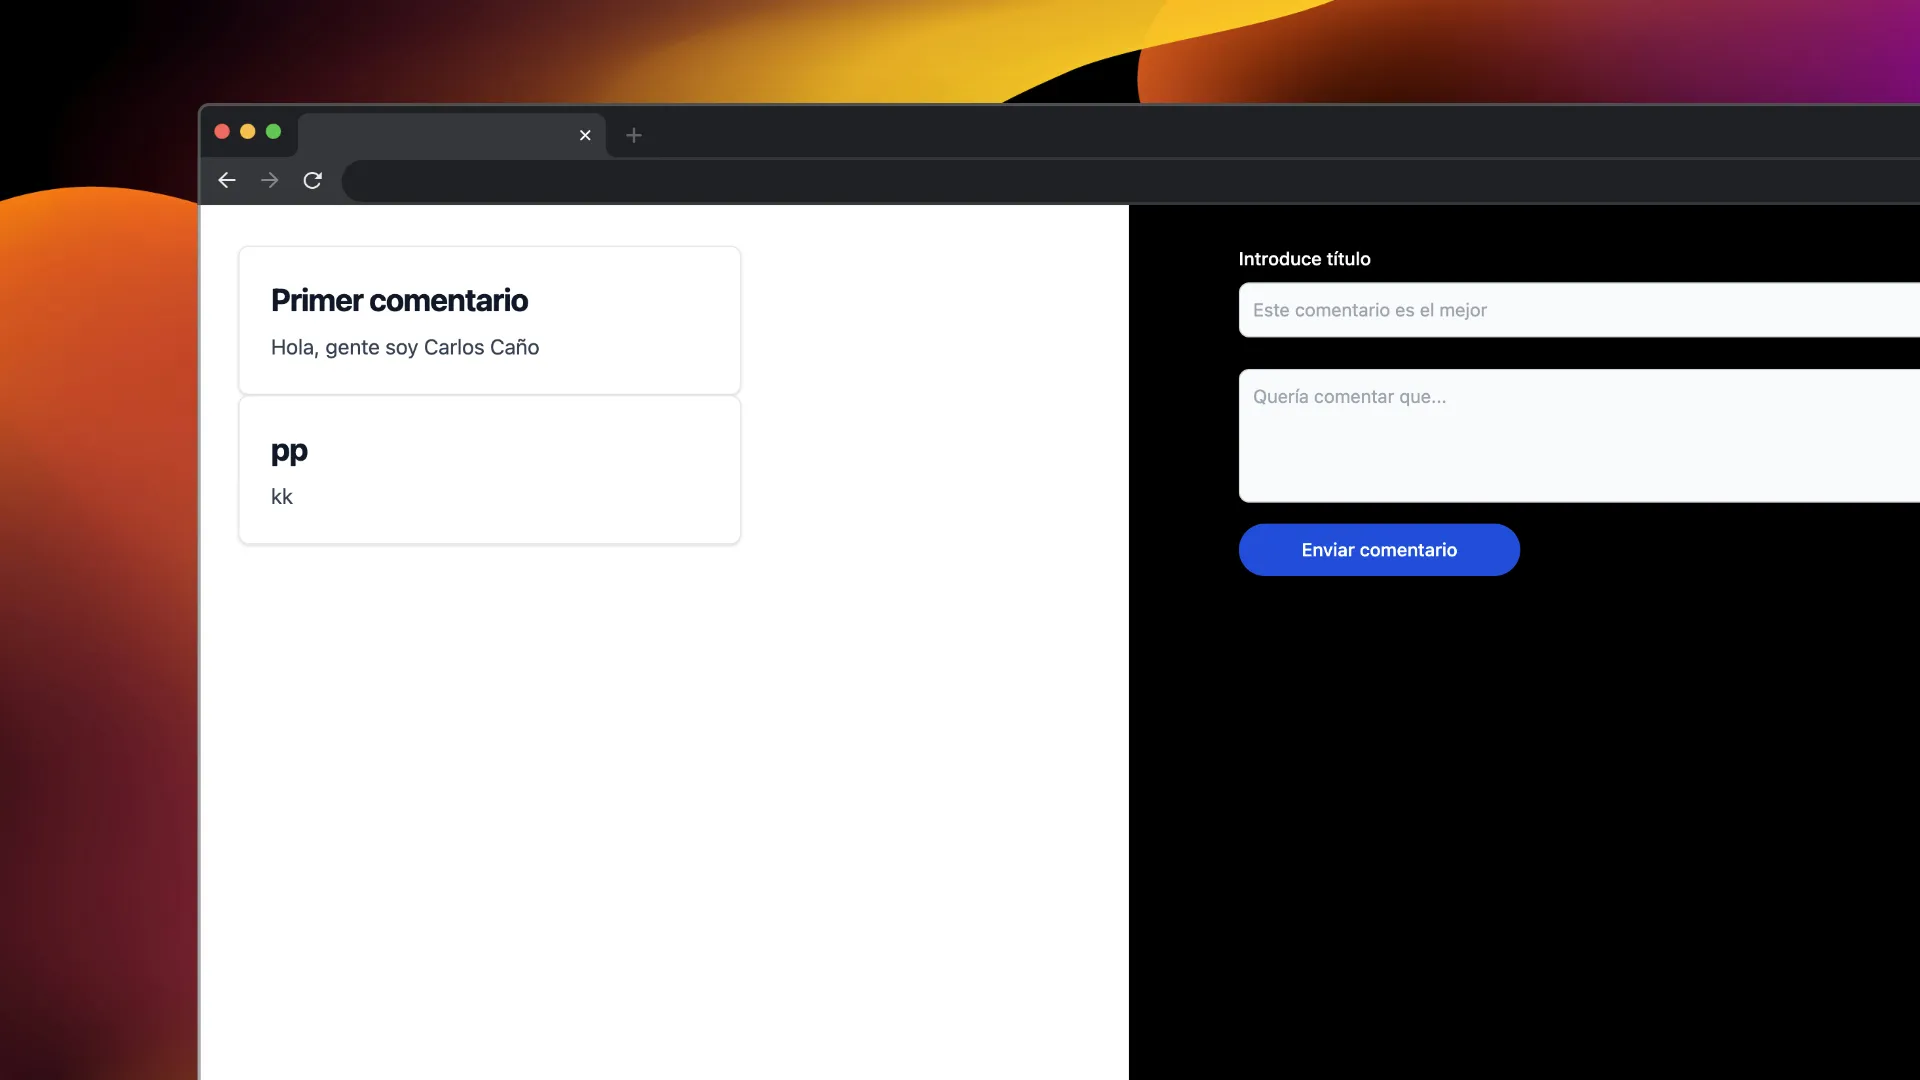 Primer comentario
Hola, gente soy Carlos Caño
pp
kk
Introduce título
Este comentario es el mejor
Quería comentar que...
Enviar comentario